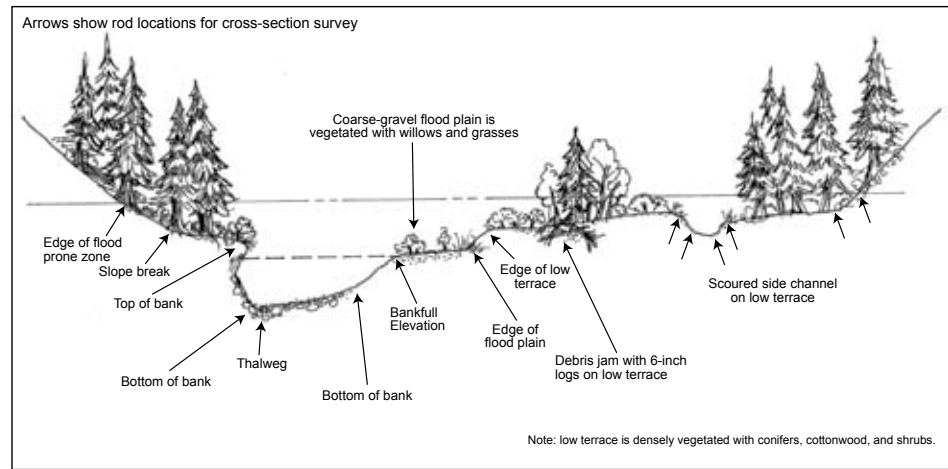 Arrows show rod locations for cross-section survey
Coarse-gravel flood plain is
vegetated with willows and grasses
Edge of flood
prone zone
Slope break
Top of bank
Bottom of bank
Thalweg
Bottom of bank
Bankfull
Elevation
Edge of low
terrace
Edge of
flood plain
Debris jam with 6-inch
logs on low terrace
Scoured side channel
on low terrace
Note: low terrace is densely vegetated with conifers, cottonwood, and shrubs.